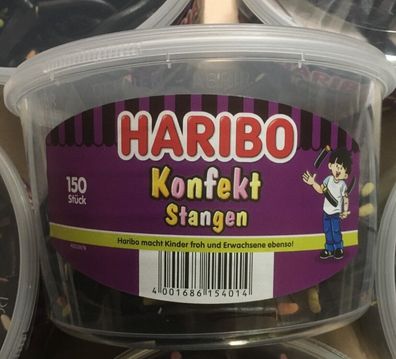 HARIBO
Konfekt
Stangen
150
Stück
Haribo macht Kinder froh und Erwachsene ebenso!
4 001686 154014